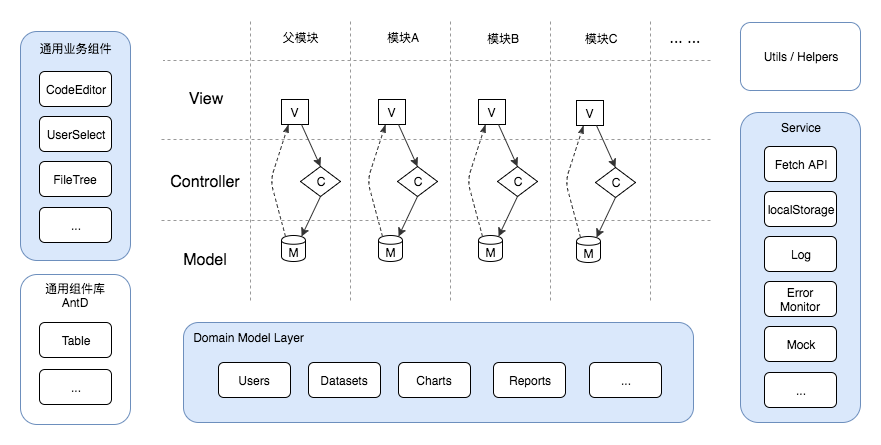 通用业务组件
CodeEditor
UserSelect
FileTree
...
通用组件库
AntD
Table
...
父模块
模块A
模块B
模块C
... ...
View
V
V
V
V
Controller
C
C
C
C
Model
M
M
M
M
Domain Model Layer
Users
Datasets
Charts
Reports
...
Utils / Helpers
Service
Fetch API
localStorage
Log
Error
Monitor
Mock
...